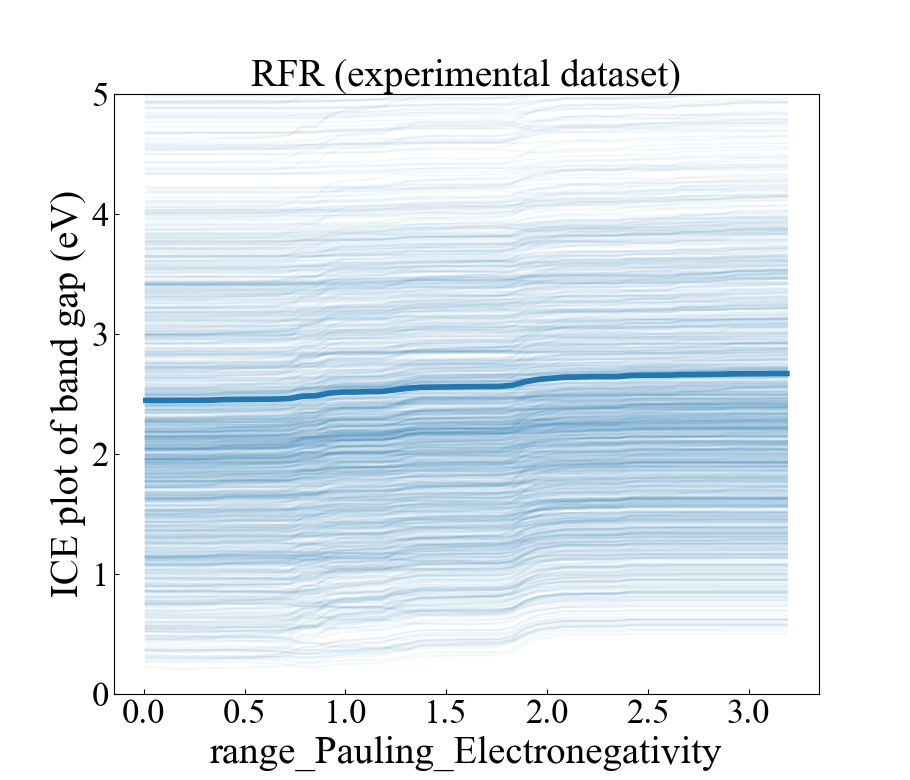 RFR (experimental dataset)
ICE plot of band gap (eV)
5
4
3
2
1
0
0.0 0.5 1.0 1.5 2.0 2.5 3.0
range_Pauling_Electronegativity